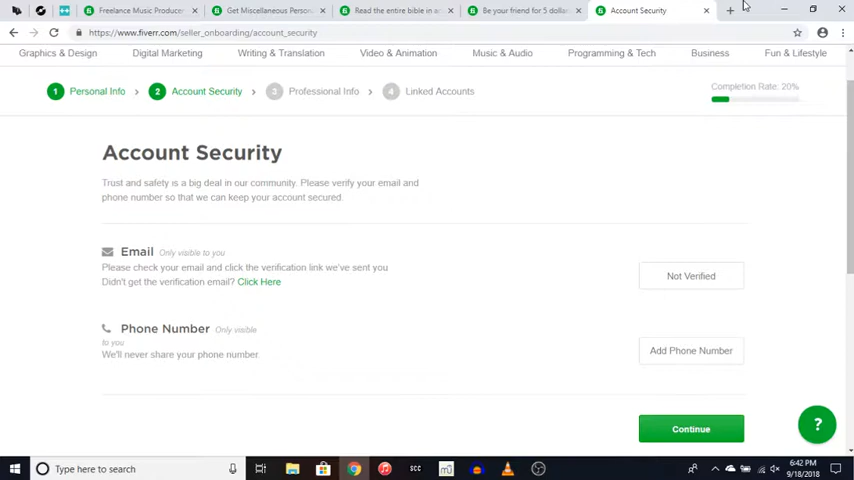 Freelance Music Producer
Get Miscellaneous Person
Read the entire bible in a
Be your friend for 5 dolla
Account Security
https://www.fiverr.com/seller_onboarding/account_security
Graphics & Design Digital Marketing Writing & Translation Video & Animation Music & Audio Programming & Tech Business Fun & Lifestyle
1 Personal Info 2 Account Security 3 Professional Info 4 Linked Accounts
Completion Rate: 20%
Account Security
Trust and safety is a big deal in our community. Please verify your email and
phone number so that we can keep your account secured.
Email Only visible to you
Please check your email and click the verification link we've sent you
Didn't get the verification email? Click Here
Not Verified
Phone Number Only visible
to you
We'll never share your phone number.
Add Phone Number
Continue
?
Type here to search
SCC
mü
6:42 PM
9/18/2018